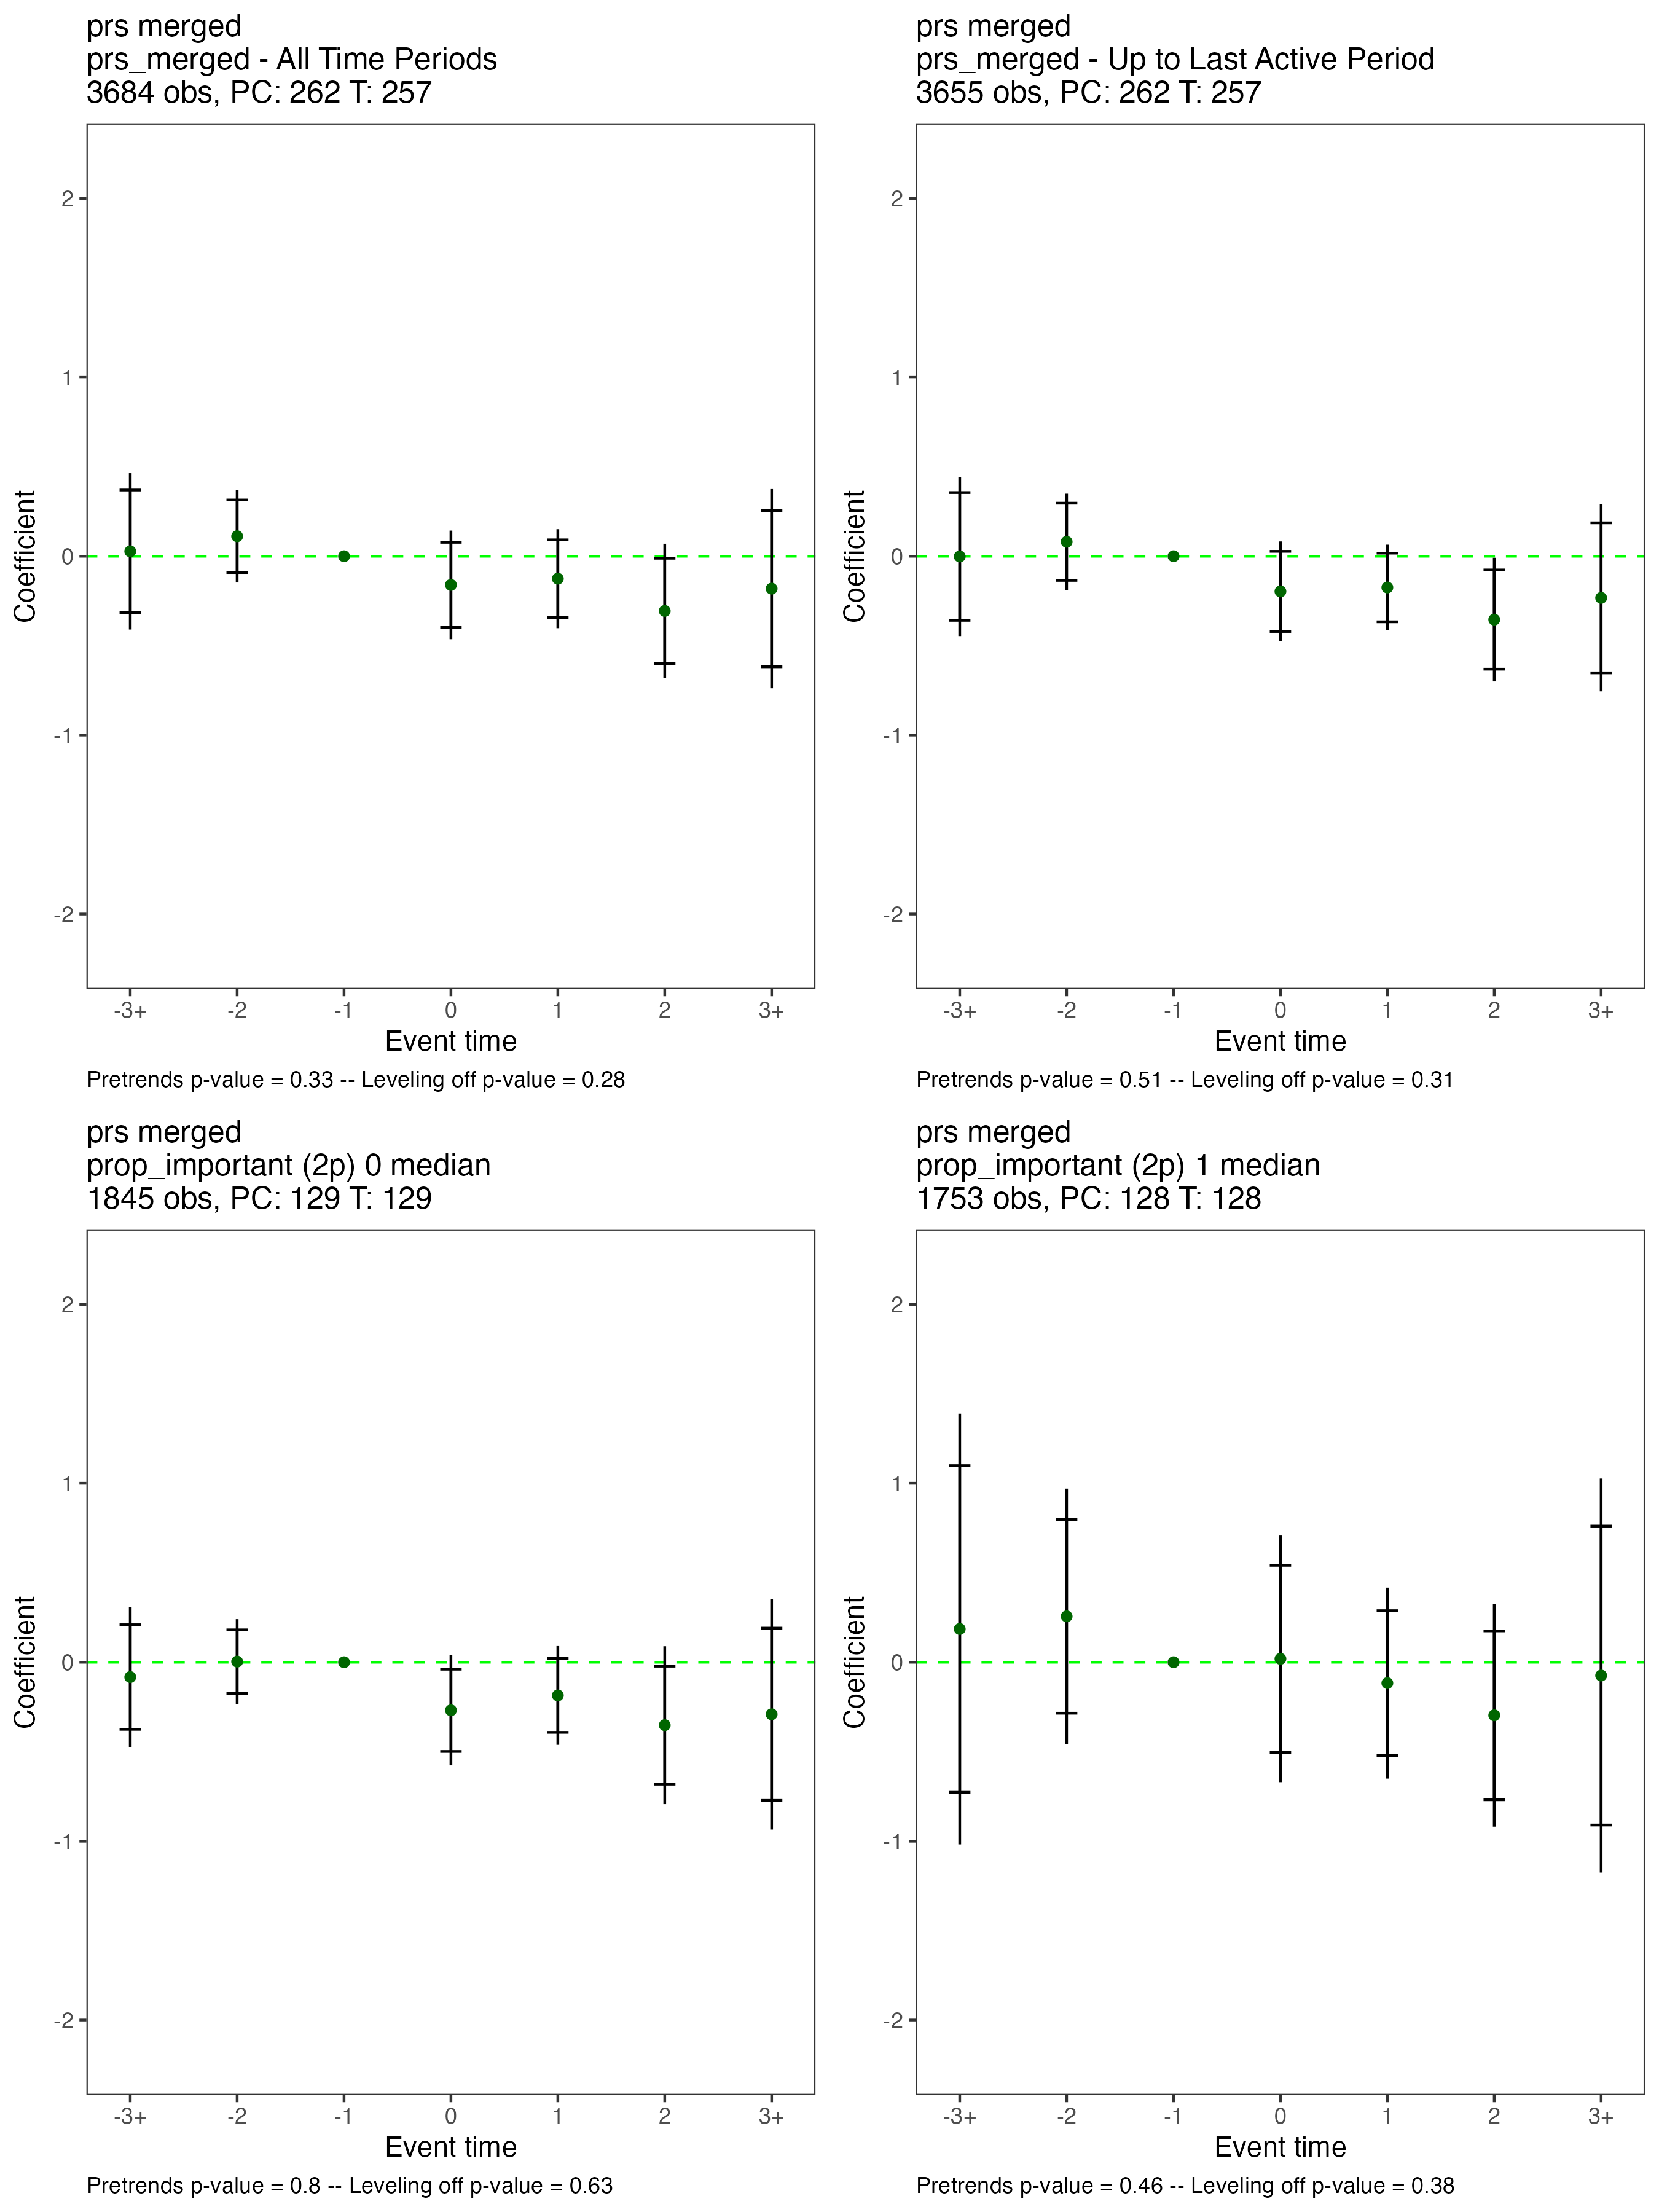 prs merged
prs_merged - All Time Periods
3684 obs, PC: 262 T: 257
2
1
0
-1
-2
Coefficient
-3+ -2 -1 0 1 2 3+
Event time
Pretrends p-value = 0.33 -- Leveling off p-value = 0.28
prs merged
prs_merged - Up to Last Active Period
3655 obs, PC: 262 T: 257
2
1
0
-1
-2
Coefficient
-3+ -2 -1 0 1 2 3+
Event time
Pretrends p-value = 0.51 -- Leveling off p-value = 0.31
prs merged
prop_important (2p) 0 median
1845 obs, PC: 129 T: 129
2
1
0
-1
-2
Coefficient
-3+ -2 -1 0 1 2 3+
Event time
Pretrends p-value = 0.8 -- Leveling off p-value = 0.63
prs merged
prop_important (2p) 1 median
1753 obs, PC: 128 T: 128
2
1
0
-1
-2
Coefficient
-3+ -2 -1 0 1 2 3+
Event time
Pretrends p-value = 0.46 -- Leveling off p-value = 0.38